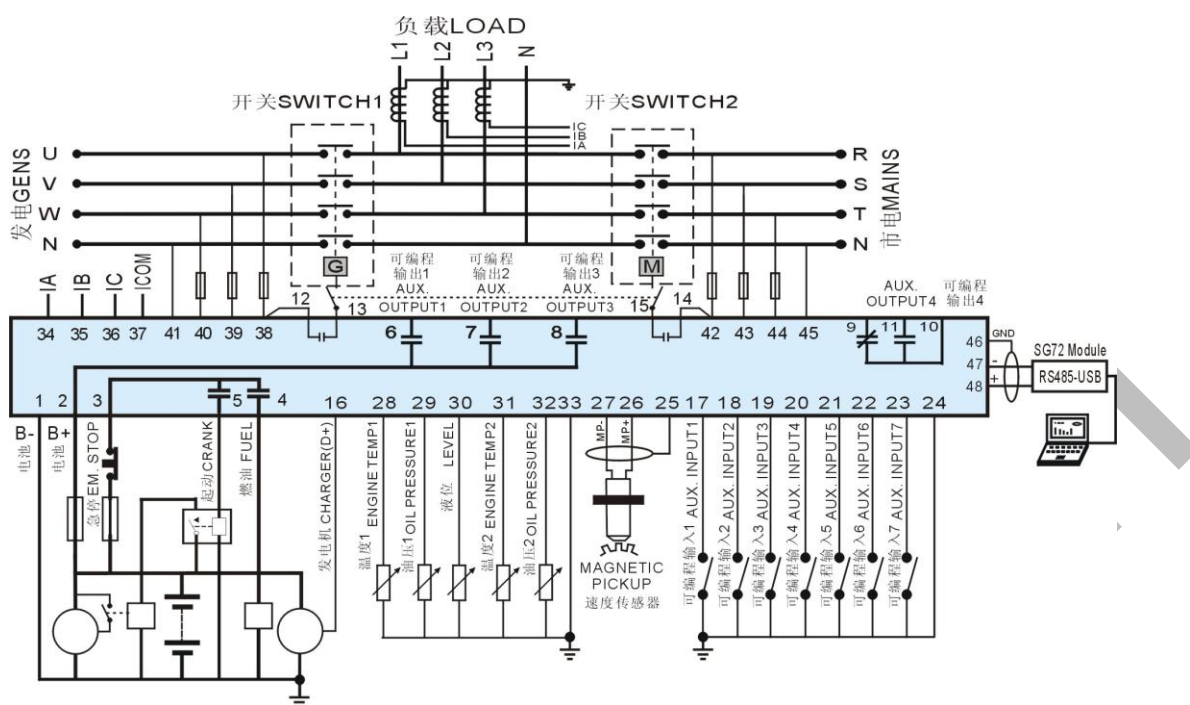 负载LOAD
L1
L2
L3
N
开关SWITCH1
开关SWITCH2
IC
IB
IA
发电GENS
U
V
W
N
R
S
T
N
市电MAINS
G
M
可编程
输出1
AUX.
OUTPUT1
可编程
输出2
AUX.
OUTPUT2
可编程
输出3
AUX.
OUTPUT3
AUX.
OUTPUT4
可编程
输出4
IA
IB
IC
ICOM
12
13
15
14
34 35 36 37 41 40 39 38 6 7 8 42 43 44 45 9 11 10 46
47
48
GND
-
+
SG72 Module
RS485-USB
1 2 3 5 4 16 28 29 30 31 32 33 27 26 25 17 18 19 20 21 22 23 24
B-
电池
B+
电池
急停EM. STOP
起动CRANK
燃油 FUEL
发电机 CHARGER(D+)
温度1 ENGINE TEMP1
油压1 OIL PRESSURE1
液位 LEVEL
温度2 ENGINE TEMP2
油压2 OIL PRESSURE2
MP-
MP+
MAGNETIC
PICKUP
速度传感器
可编程输入1 AUX. INPUT1
可编程输入2 AUX. INPUT2
可编程输入3 AUX. INPUT3
可编程输入4 AUX. INPUT4
可编程输入5 AUX. INPUT5
可编程输入6 AUX. INPUT6
可编程输入7 AUX. INPUT7